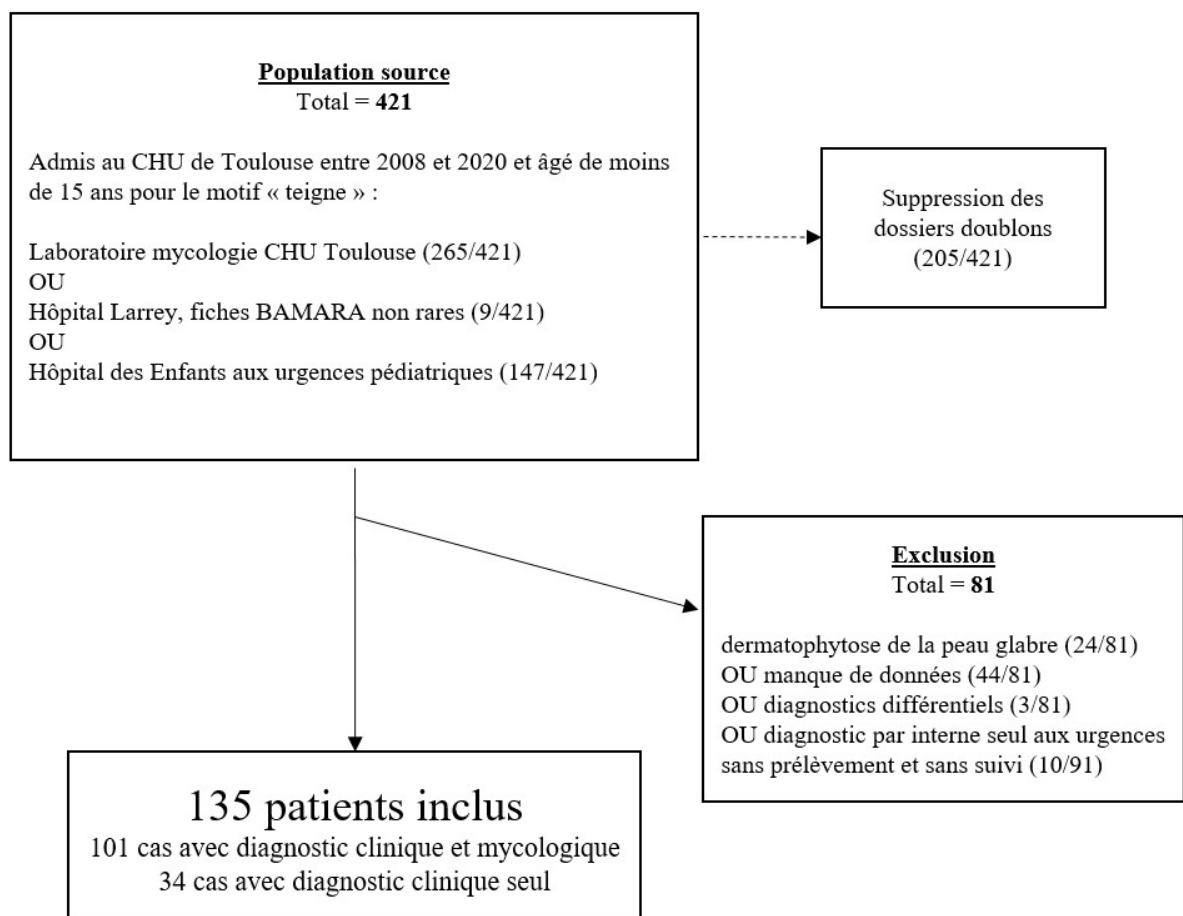 Population source
Total = 421
Admis au CHU de Toulouse entre 2008 et 2020 et âgé de moins
de 15 ans pour le motif « teigne » :
Laboratoire mycologie CHU Toulouse (265/421)
OU
Hôpital Larrey, fiches BAMARA non rares (9/421)
OU
Hôpital des Enfants aux urgences pédiatriques (147/421)
Suppression des
dossiers doublons
(205/421)
Exclusion
Total = 81
dermatophytose de la peau glabre (24/81)
OU manque de données (44/81)
OU diagnostics différentiels (3/81)
OU diagnostic par interne seul aux urgences
sans prélèvement et sans suivi (10/91)
135 patients inclus
101 cas avec diagnostic clinique et mycologique
34 cas avec diagnostic clinique seul